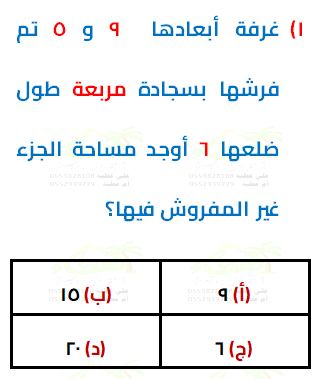 ١) غرفة أبعادها ٩ و ٥ تم
فرشها بسجادة مربعة طول
ضلعها ٦ أوجد مساحة الجزء
غير المفروش فيها؟
(أ) ٩
(ب) ١٥
(ج) ٦
(د) ٢٠